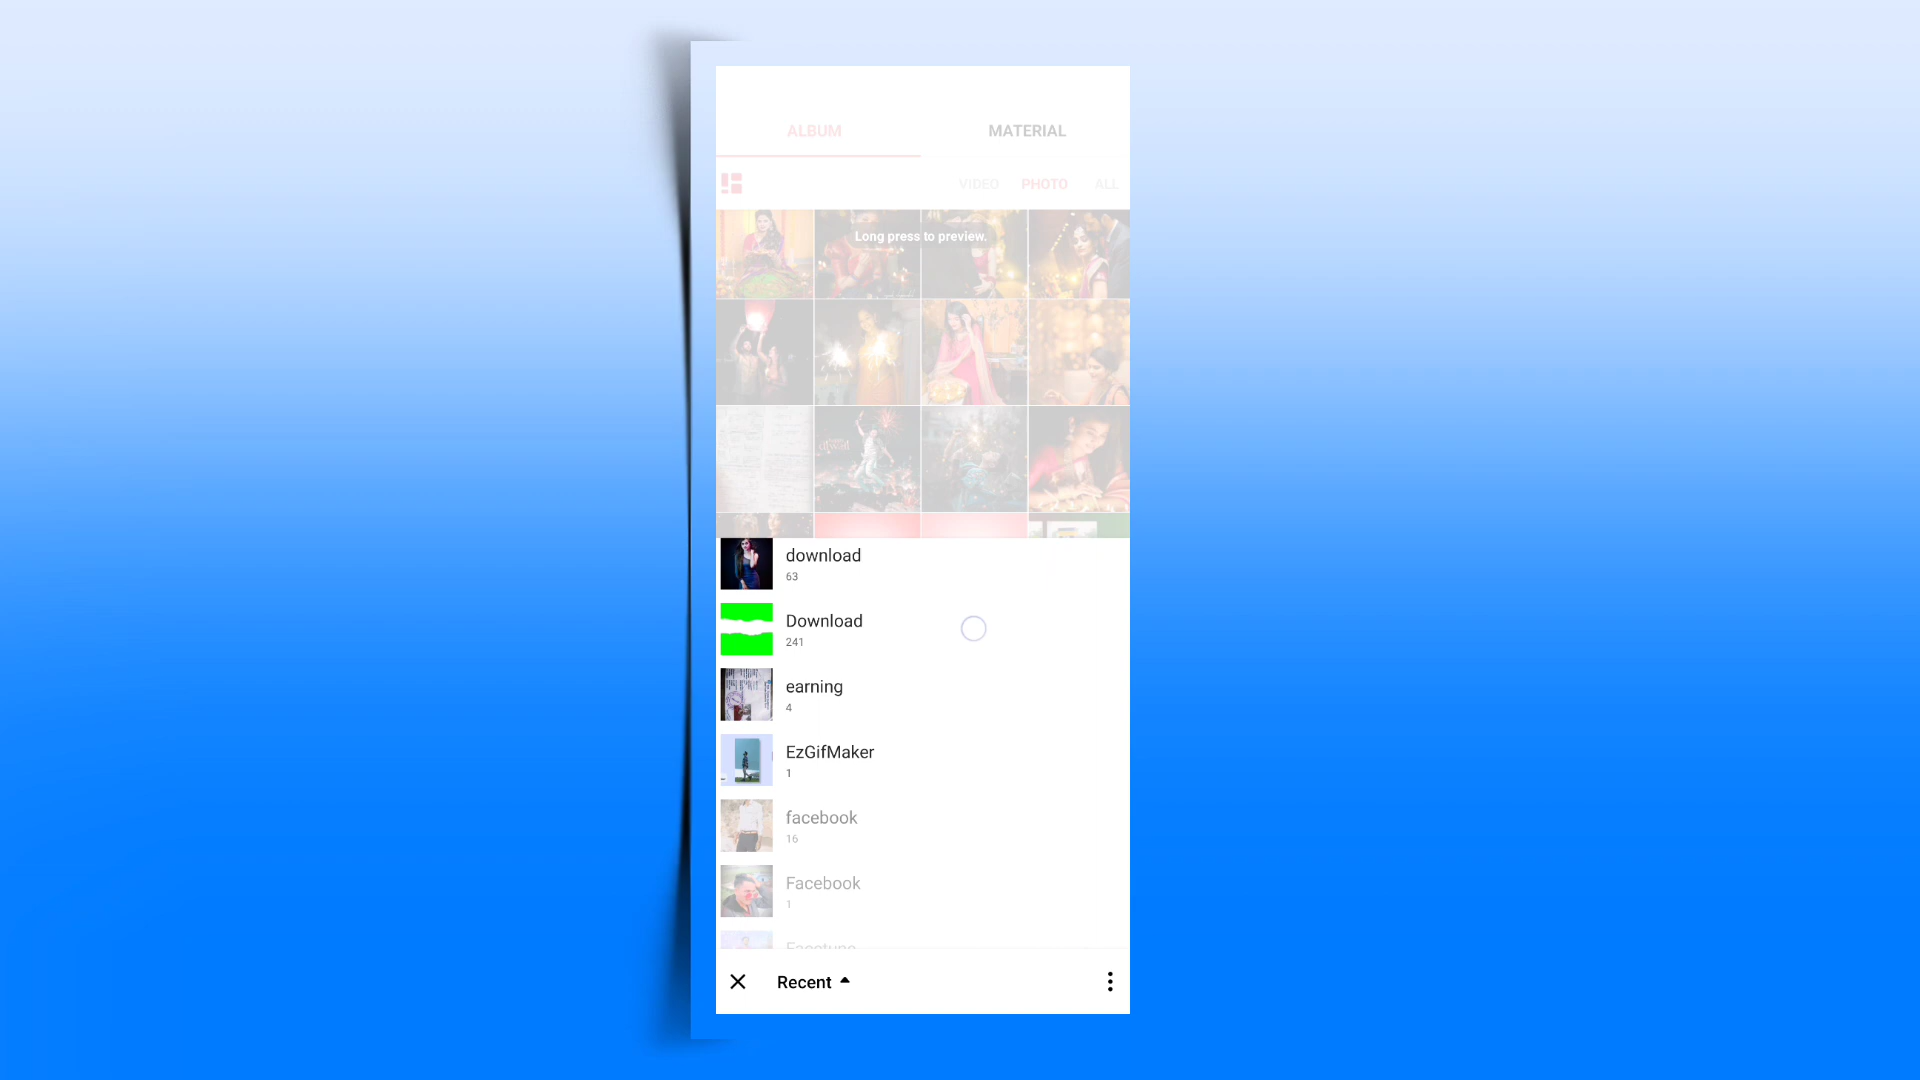 ALBUM MATERIAL
VIDEO PHOTO ALL
Long press to preview.
download
63
Download
241
earning
4
EzGifMaker
1
facebook
16
Facebook
1
Facetune
Recent